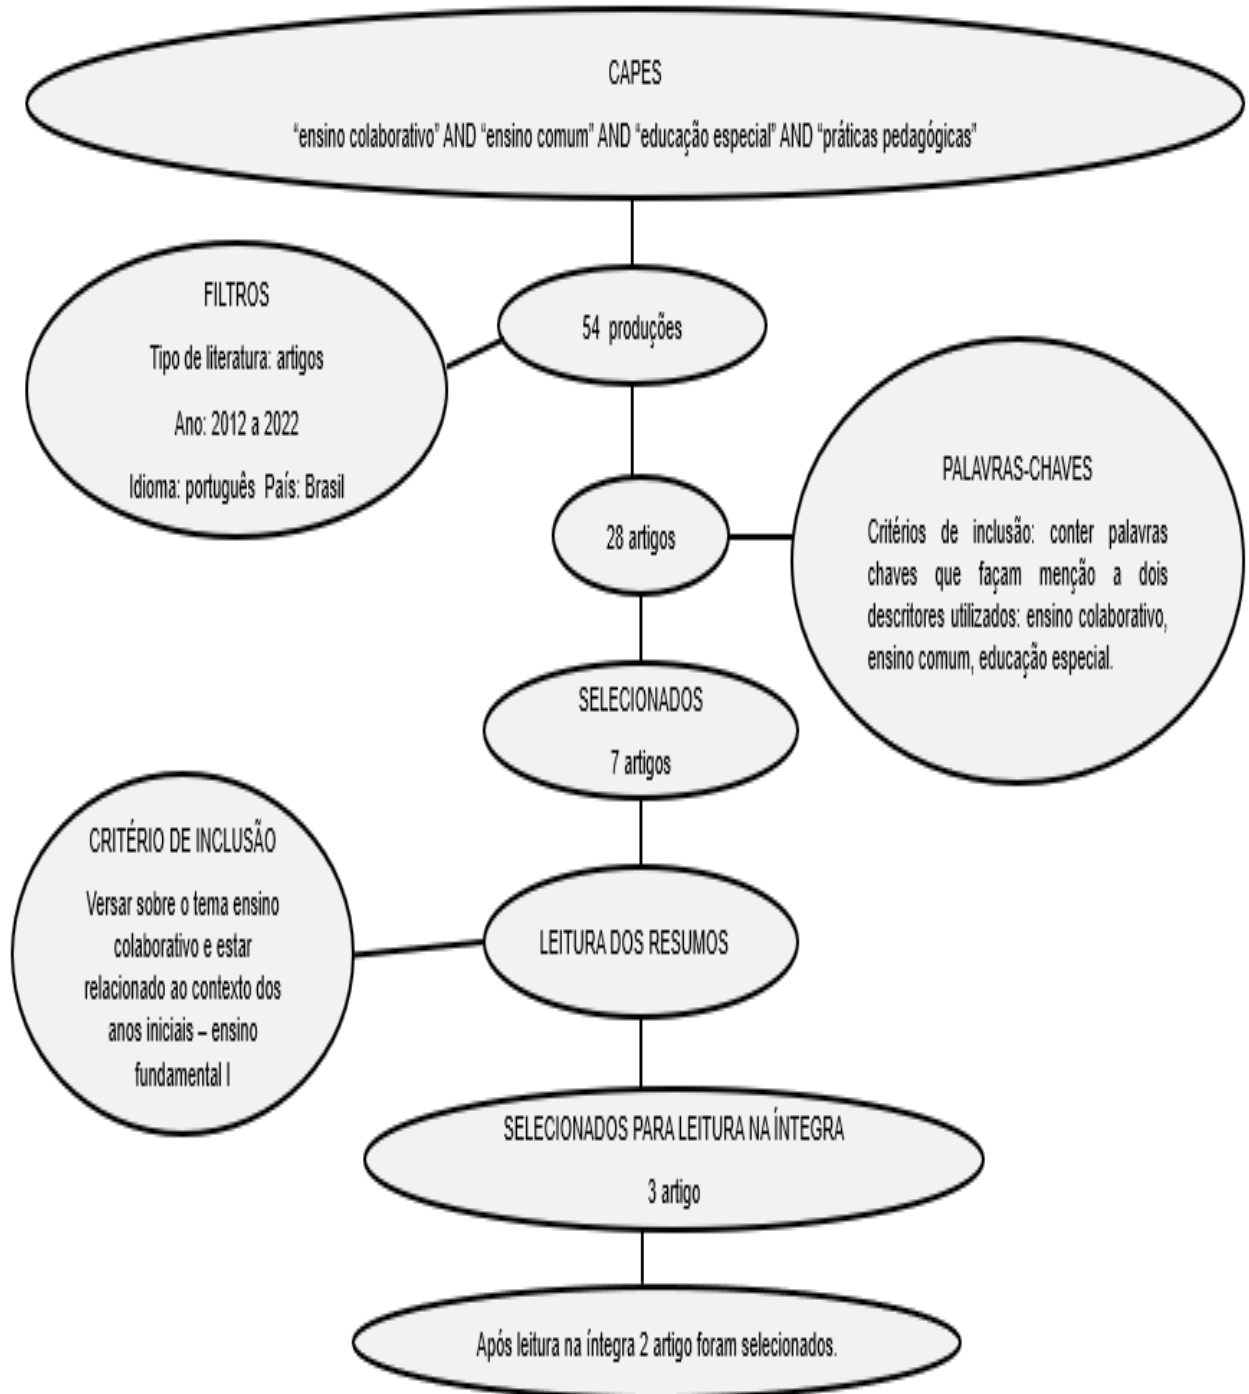 CAPES
“ensino colaborativo” AND “ensino comum” AND “educação especial” AND “práticas pedagógicas”
FILTROS
Tipo de literatura: artigos
Ano: 2012 a 2022
Idioma: português País: Brasil
54 produções
28 artigos
PALAVRAS-CHAVES
Critérios de inclusão: conter palavras
chaves que façam menção a dois
descritores utilizados: ensino colaborativo,
ensino comum, educação especial.
SELECIONADOS
7 artigos
CRITÉRIO DE INCLUSÃO
Versar sobre o tema ensino
colaborativo e estar
relacionado ao contexto dos
anos iniciais – ensino
fundamental I
LEITURA DOS RESUMOS
SELECIONADOS PARA LEITURA NA ÍNTEGRA
3 artigo
Após leitura na íntegra 2 artigo foram selecionados.